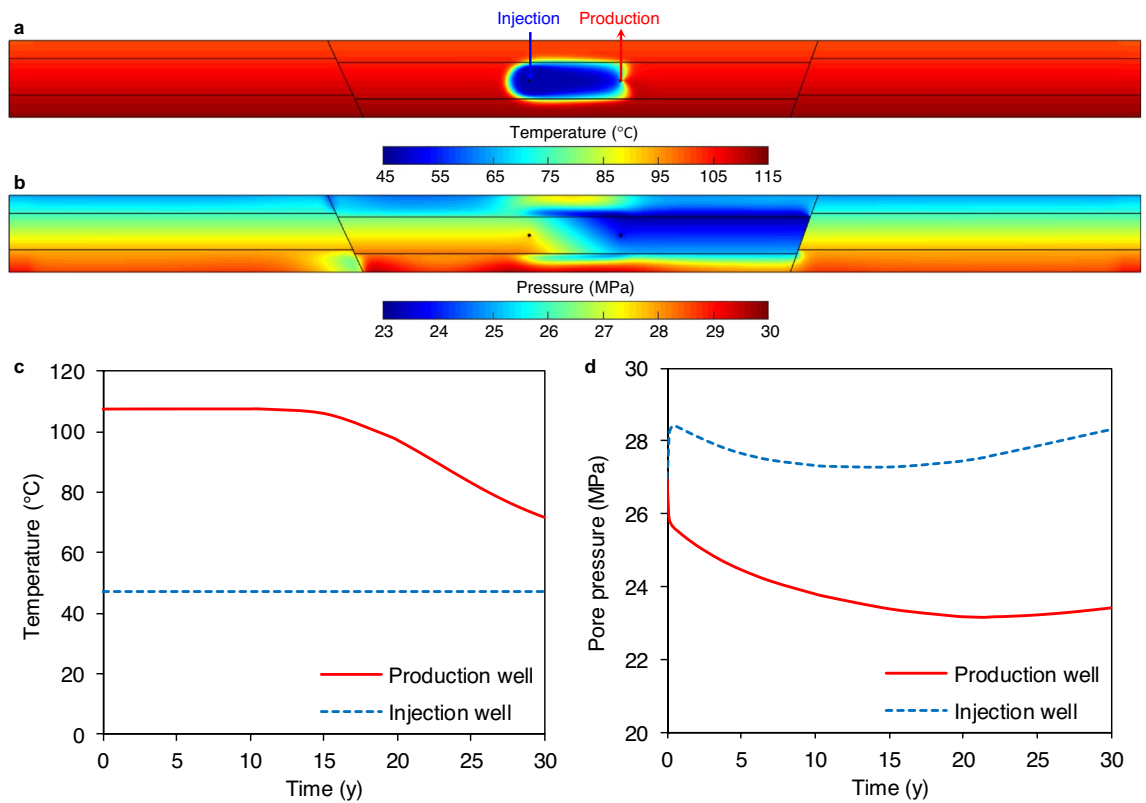 a
Injection
Production
Temperature (°C)
45 55 65 75 85 95 105 115
b
Pressure (MPa)
23 24 25 26 27 28 29 30
c
120
100
80
60
40
20
0
Temperature (°C)
0 5 10 15 20 25 30
Time (y)
Production well
Injection well
d
30
28
26
24
22
20
Pore pressure (MPa)
0 5 10 15 20 25 30
Time (y)
Production well
Injection well